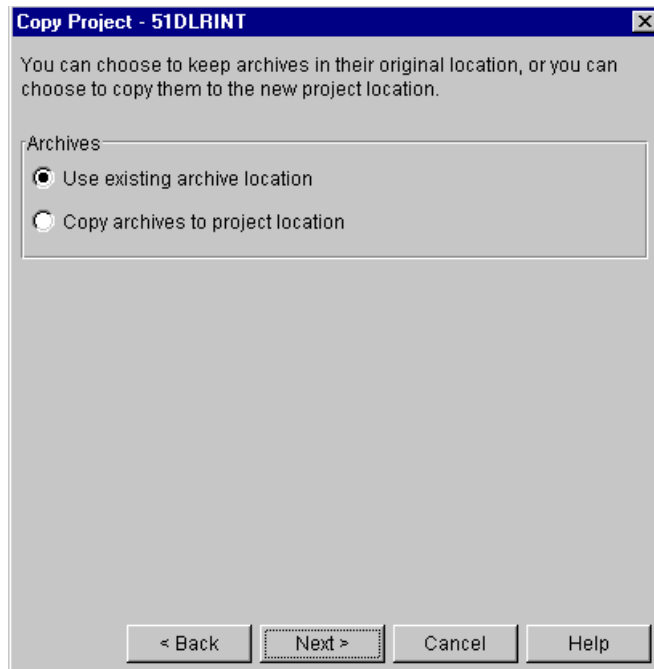 Copy Project - 51DLRINT
You can choose to keep archives in their original location, or you can
choose to copy them to the new project location.
Archives
Use existing archive location
Copy archives to project location
< Back Next > Cancel Help